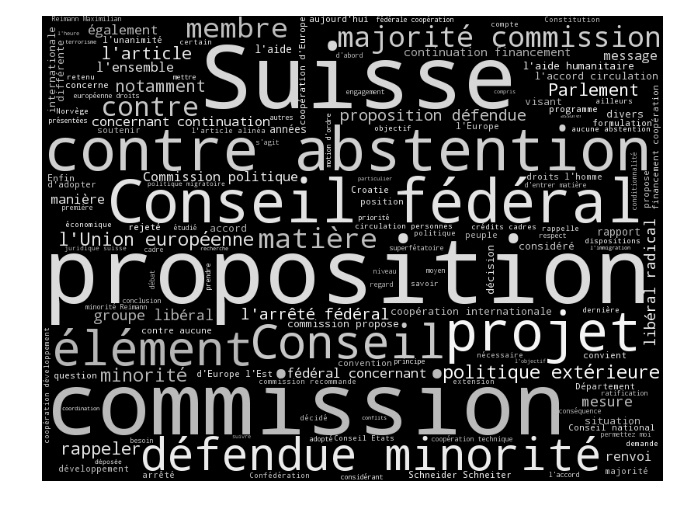 Reimann Maximilian
aujourd'hui
fédérale coopération
Constitution
l'heure
également
l'unanimité
membre
compte
majorité commission
terrorisme
certain
l'article
l'aide
d'abord
continuation financement
message
internationale
différente
l'ensemble
Suisse
coopération d'Europe
l'aide humanitaire
retenu
mettre
l'accord circulation
concerne
notamment
engagement
compris
Parlement
européenne droits
contre
visant
ailleurs
Norvège
autres
proposition défendue
programme
divers
présentées
concernant continuation
années
objectif
l'Europe
formulation
soutenir
l'article alinéa
aucune abstention
s'agit
motion d'ordre
contre abstention
financement coopération
propose
Enfin
Commission politique
particulier
droits l'homme
conditionnalité
d'adopter
politique migratoire
Croatie
d'entrer matière
manière
première
Conseil fédéral
position
priorité
économique
rejeté
étudié
accord
circulation personnes
crédits cadres
rappelle
rapport
l'Union européenne
matière
politique
peuple
respect
dispositions
juridique suisse
cadre
recherche
superfétatoire
considéré
l'immigration
décision
libéral radical
proposition
débat
prendre
niveau
moyen
regard
savoir
conclusion
minorité Reimann
groupe libéral
l'arrêté fédéral
coopération internationale
dernière
contre aucune
commission propose
projet
élément
Conseil
nécessaire
convient
convention
principe
l'objectif
question
minorité
d'Europe l'Est
fédéral concernant
politique extérieure
commission recommande
extension
Département
ratification
coopération développement
commission
mesure
coordination
conséquence
décidé
conflits
situation
Conseil national
permettez moi
besoin
adopté
Conseil Etats
coopération technique
demande
rappeler
défendue minorité
renvoi
déposée
développement
arrêté
Confédération
considérant
Schneider Schneiter
l'accord
majorité